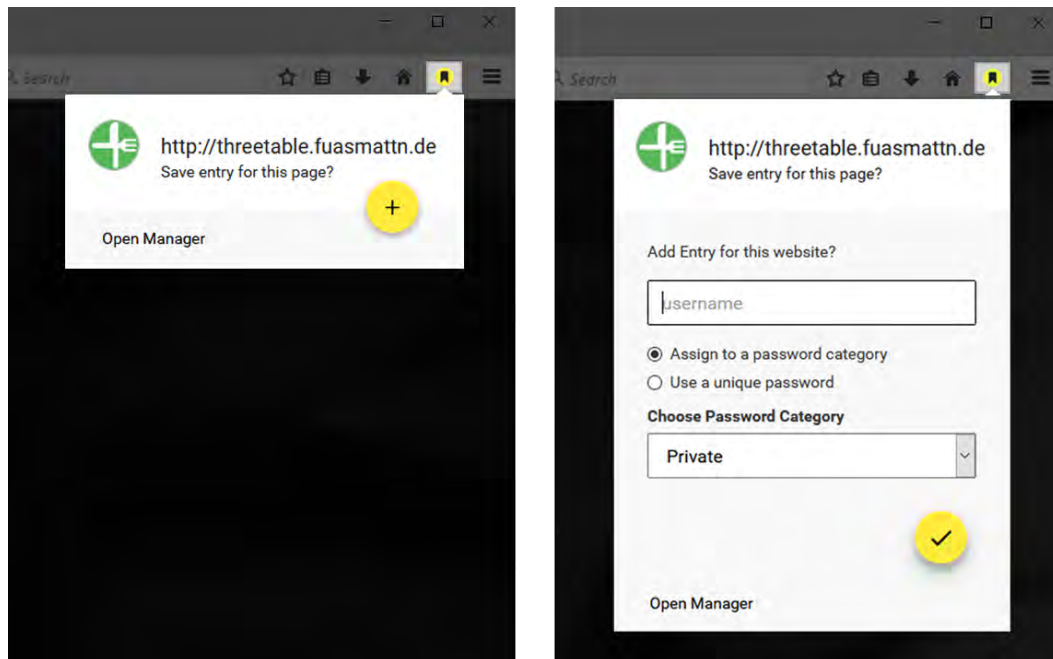 Search
http://threetable.fuasmattn.de
Save entry for this page?
Open Manager
Search
http://threetable.fuasmattn.de
Save entry for this page?
Add Entry for this website?
username
Assign to a password category
Use a unique password
Choose Password Category
Private
Open Manager